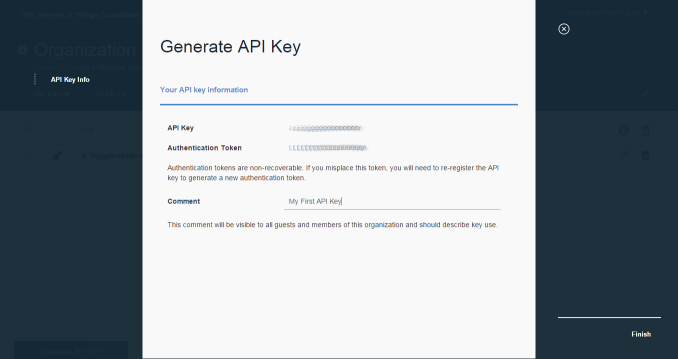 Organization
Generate API Key
API Key Info
Your API key information
API Key
Authentication Token
Authentication tokens are non-recoverable. If you misplace this token, you will need to re-register the API
key to generate a new authentication token.
Comment My First API Key
This comment will be visible to all guests and members of this organization and should describe key use.
Finish